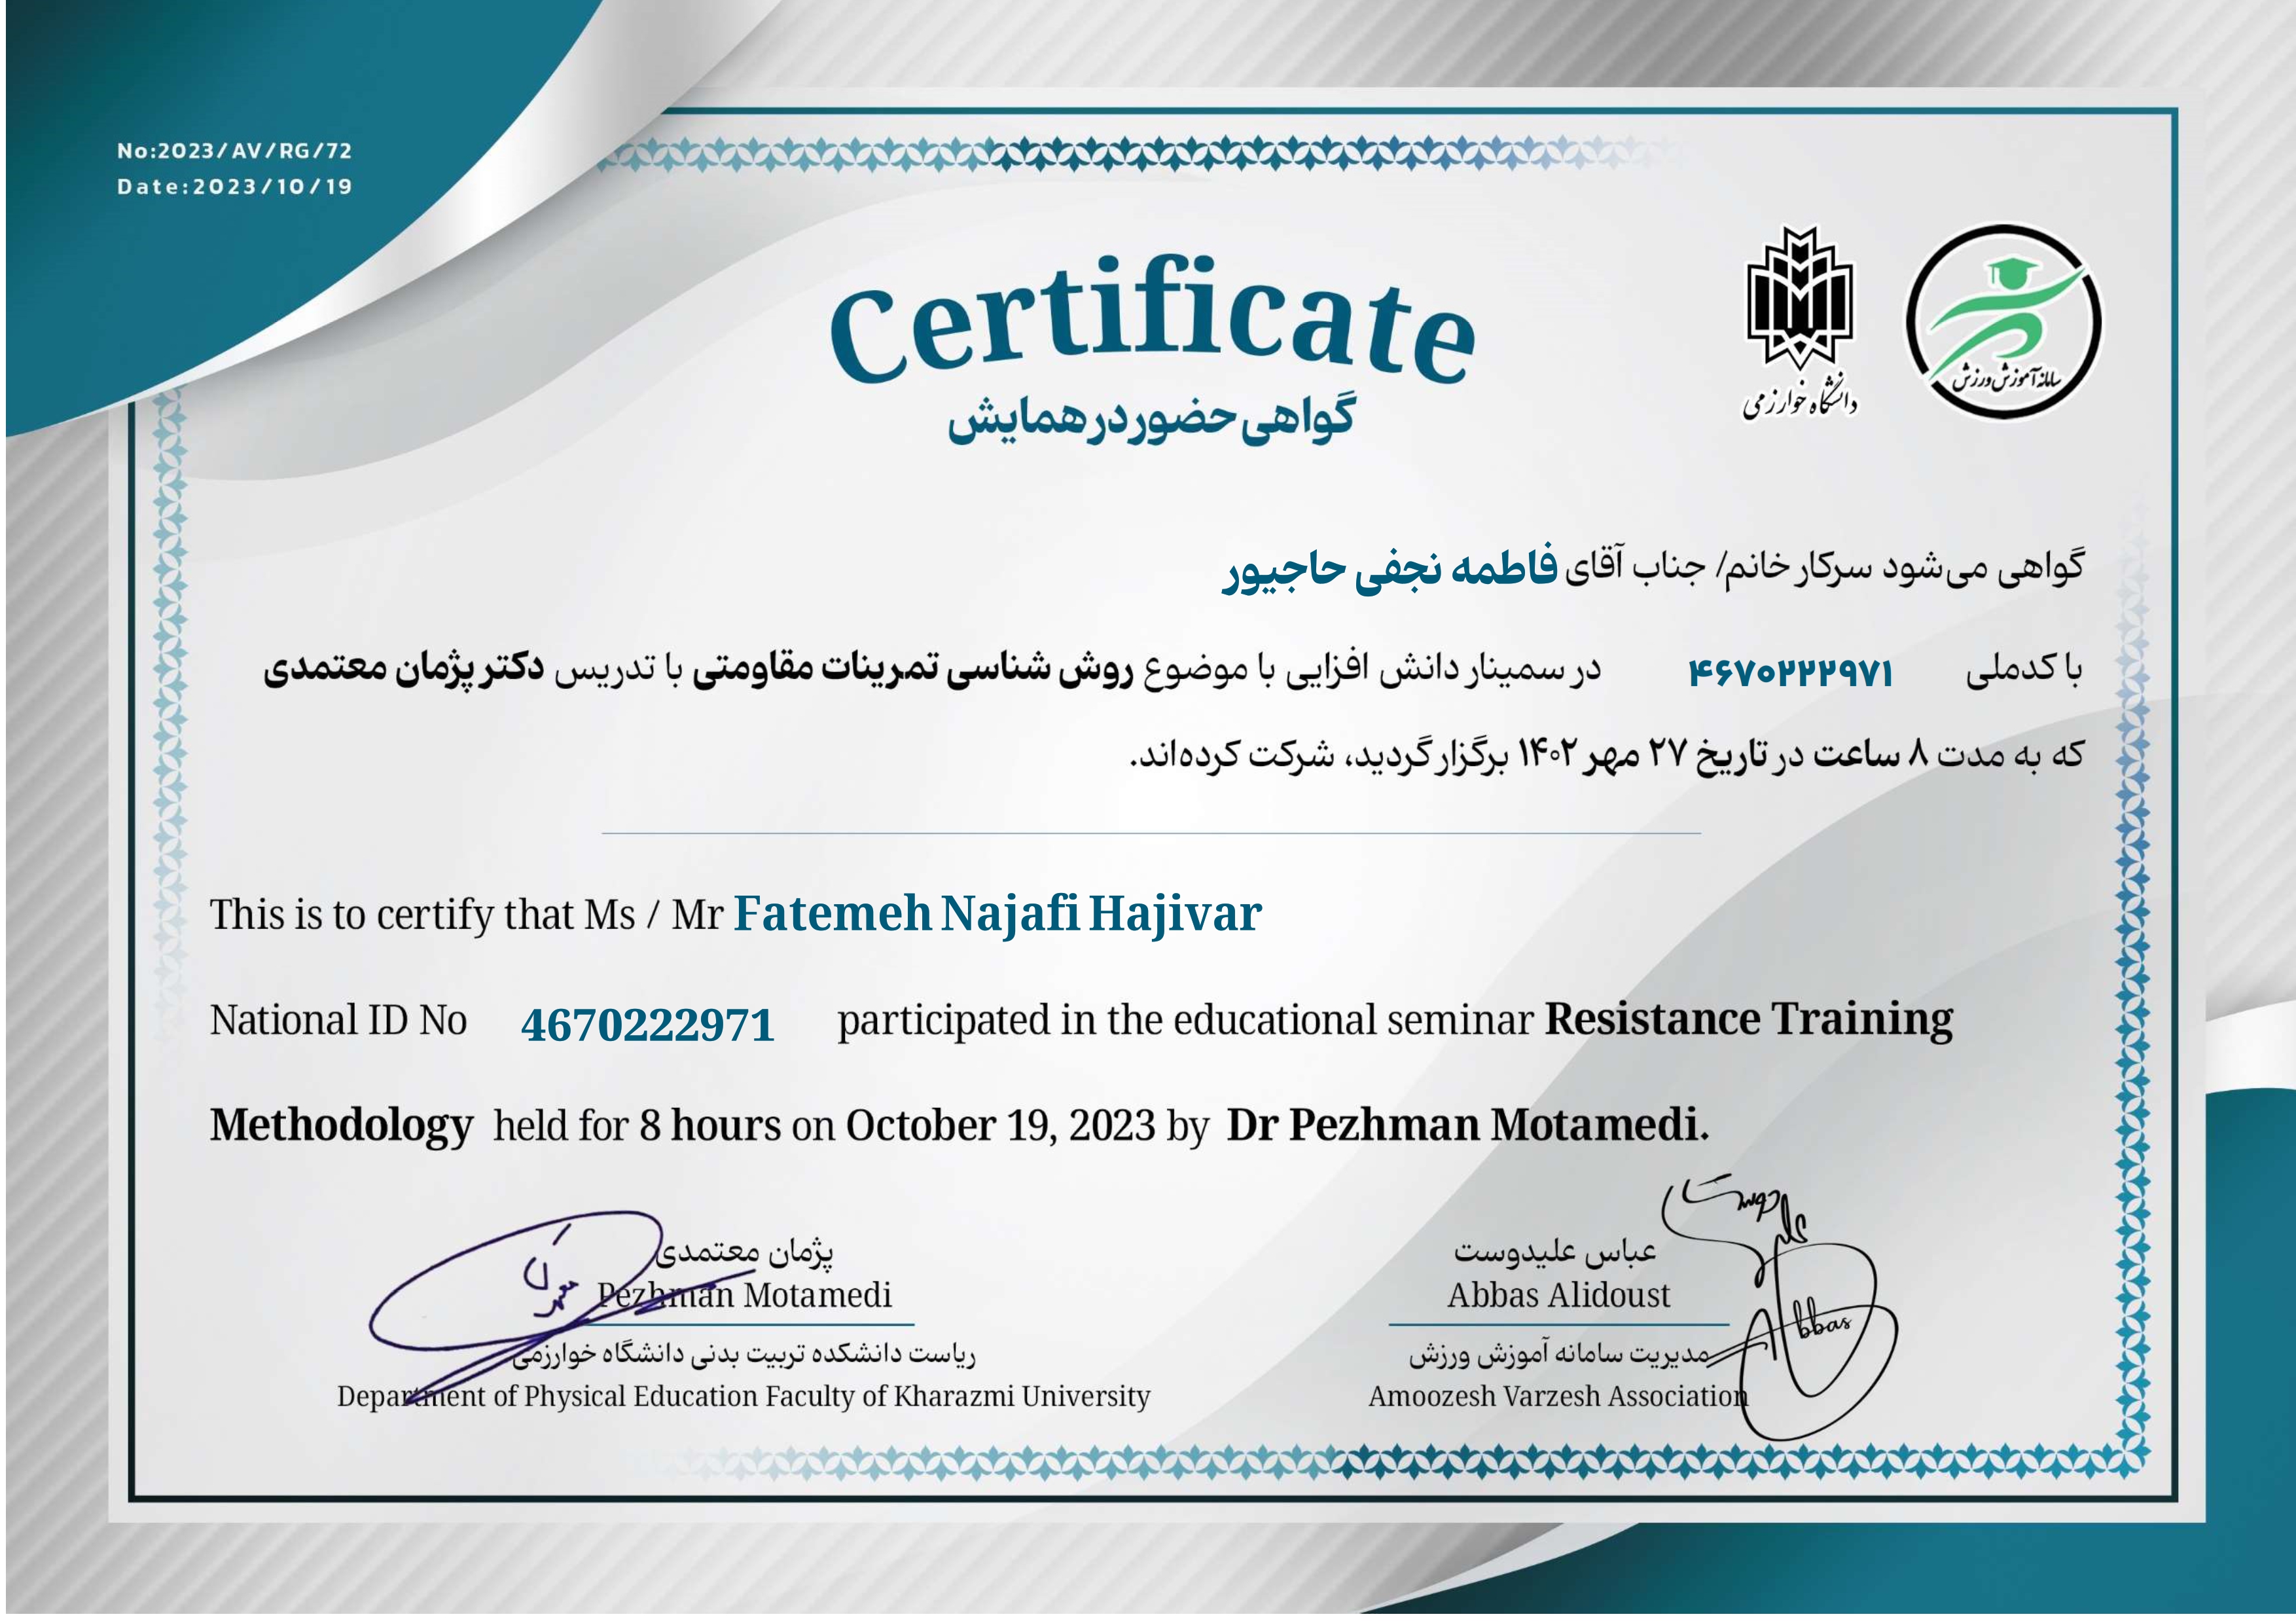 No:2023/AV/RG/72
Date:2023/10/19
دانشگاه خوارزمی
سامانه آموزش ورزش
Certificate
گواهی حضور در همایش
گواهی می‌شود سرکار خانم/ جناب آقای فاطمه نجفی حاجیور
با کدملی ۴۶۷۰۲۲۲۹۷۱ در سمینار دانش افزایی با موضوع روش شناسی تمرینات مقاومتی با تدریس دکتر پژمان معتمدی
که به مدت ۸ ساعت در تاریخ ۲۷ مهر ۱۴۰۲ برگزار گردید، شرکت کرده‌اند.
This is to certify that Ms / Mr Fatemeh Najafi Hajivar
National ID No 4670222971 participated in the educational seminar Resistance Training
Methodology held for 8 hours on October 19, 2023 by Dr Pezhman Motamedi.
پژمان معتمدی
Pezhman Motamedi
ریاست دانشکده تربیت بدنی دانشگاه خوارزمی
Department of Physical Education Faculty of Kharazmi University
عباس علیدوست
Abbas Alidoust
مدیریت سامانه آموزش ورزش
Amoozesh Varzesh Association
علیدوست
Abbas